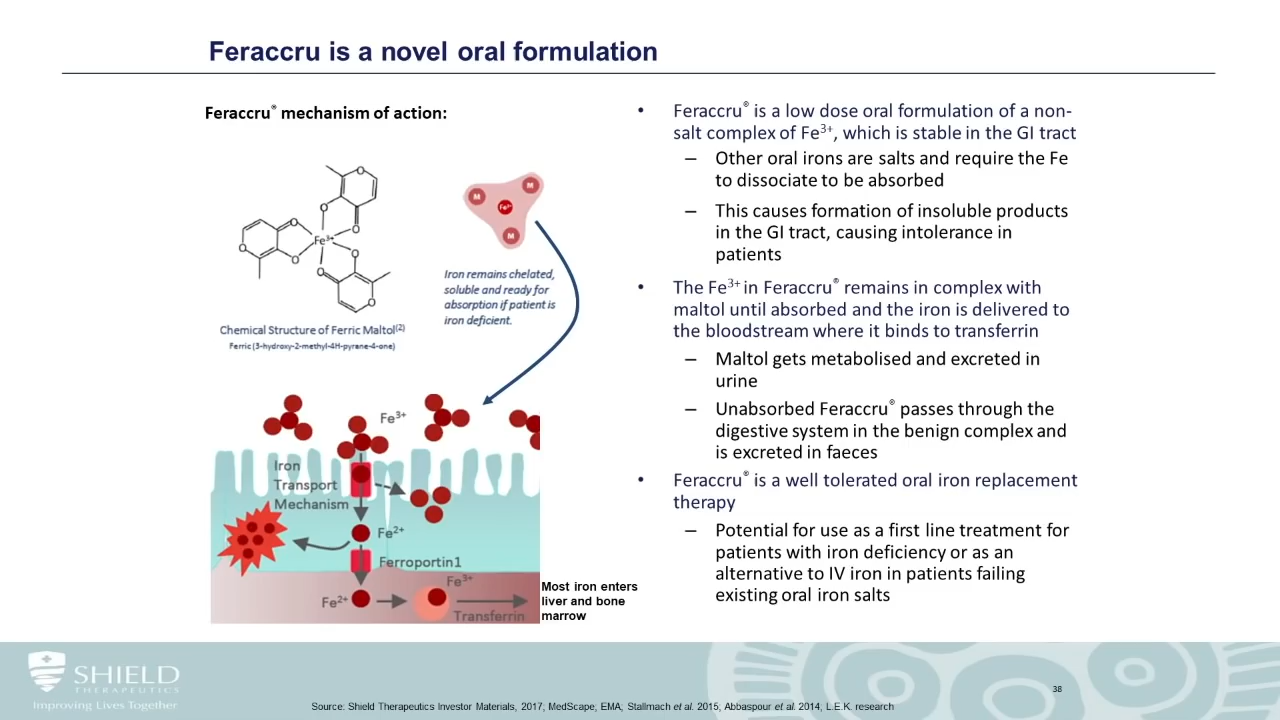 Feraccru is a novel oral formulation
Feraccru® mechanism of action:
O
O
O
O
O
O
O
O
O
Fe³⁺
Chemical Structure of Ferric Maltol(2)
Ferric (3-hydroxy-2-methyl-4H-pyrane-4-one)
M
M
Fe³⁺
M
Iron remains chelated,
soluble and ready for
absorption if patient is
iron deficient.
Fe³⁺
Iron
Transport
Mechanism
Fe²⁺
Ferroportin1
Fe³⁺
Fe²⁺
Transferrin
Most iron enters
liver and bone
marrow
• Feraccru® is a low dose oral formulation of a non-
salt complex of Fe³⁺, which is stable in the GI tract
– Other oral irons are salts and require the Fe
to dissociate to be absorbed
– This causes formation of insoluble products
in the GI tract, causing intolerance in
patients
• The Fe³⁺ in Feraccru® remains in complex with
maltol until absorbed and the iron is delivered to
the bloodstream where it binds to transferrin
– Maltol gets metabolised and excreted in
urine
– Unabsorbed Feraccru® passes through the
digestive system in the benign complex and
is excreted in faeces
• Feraccru® is a well tolerated oral iron replacement
therapy
– Potential for use as a first line treatment for
patients with iron deficiency or as an
alternative to IV iron in patients failing
existing oral iron salts
SHIELD
THERAPEUTICS
Improving Lives Together
38
Source: Shield Therapeutics Investor Materials, 2017; MedScape; EMA; Stallmach et al. 2015; Abbaspour et al. 2014; L.E.K. research